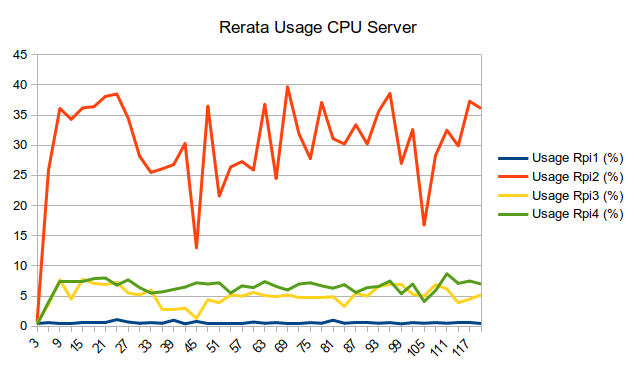 Rerata Usage CPU Server
45
40
35
30
25
20
15
10
5
0
3 9 15 21 27 33 39 45 51 57 63 69 75 81 87 93 99 105 111 117
Usage Rpi1 (%)
Usage Rpi2 (%)
Usage Rpi3 (%)
Usage Rpi4 (%)